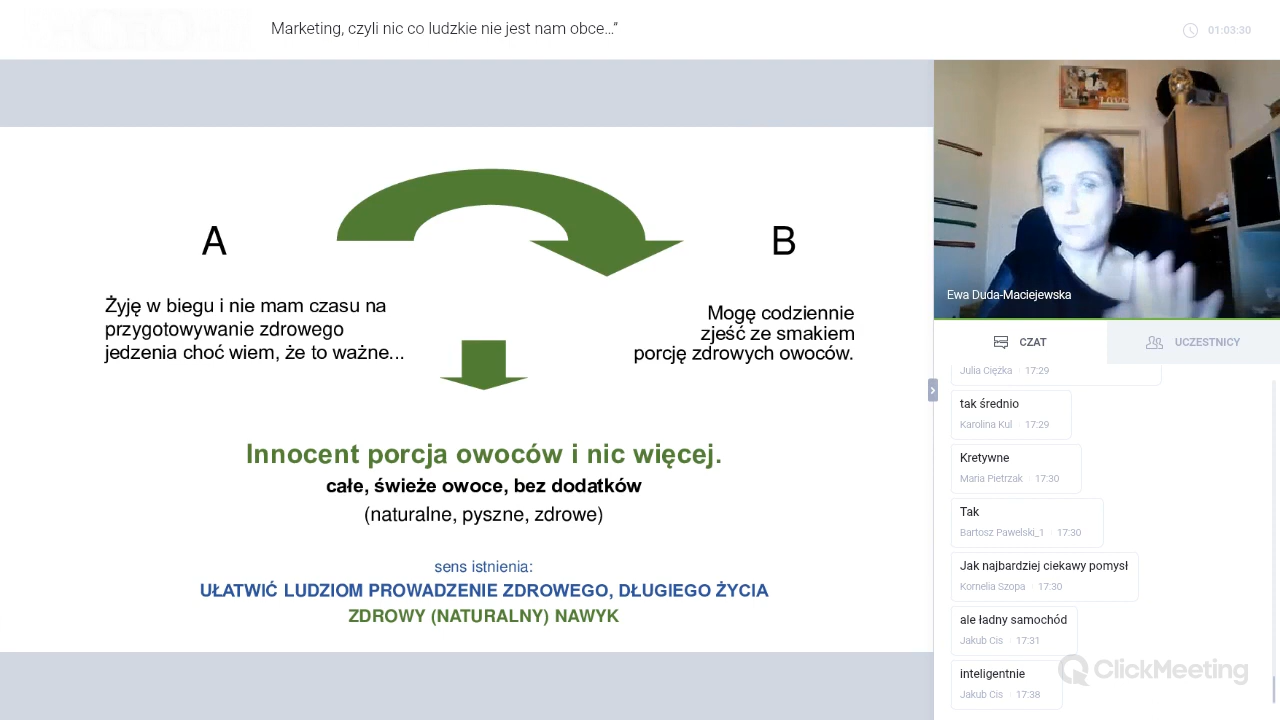 Marketing, czyli nic co ludzkie nie jest nam obce..."
01:03:30
A
B
Żyję w biegu i nie mam czasu na
przygotowywanie zdrowego
jedzenia choć wiem, że to ważne...
Mogę codziennie
zjeść ze smakiem
porcję zdrowych owoców.
Innocent porcja owoców i nic więcej.
całe, świeże owoce, bez dodatków
(naturalne, pyszne, zdrowe)
sens istnienia:
UŁATWIĆ LUDZIOM PROWADZENIE ZDROWEGO, DŁUGIEGO ŻYCIA
ZDROWY (NATURALNY) NAWYK
Ewa Duda-Maciejewska
CZAT
UCZESTNICY
Julia Ciężka 17:29
tak średnio
Karolina Kul 17:29
Kretywne
Maria Pietrzak 17:30
Tak
Bartosz Pawelski_1 17:30
Jak najbardziej ciekawy pomysł
Kornelia Szopa 17:30
ale ładny samochód
Jakub Cis 17:31
inteligentnie
Jakub Cis 17:38
ClickMeeting